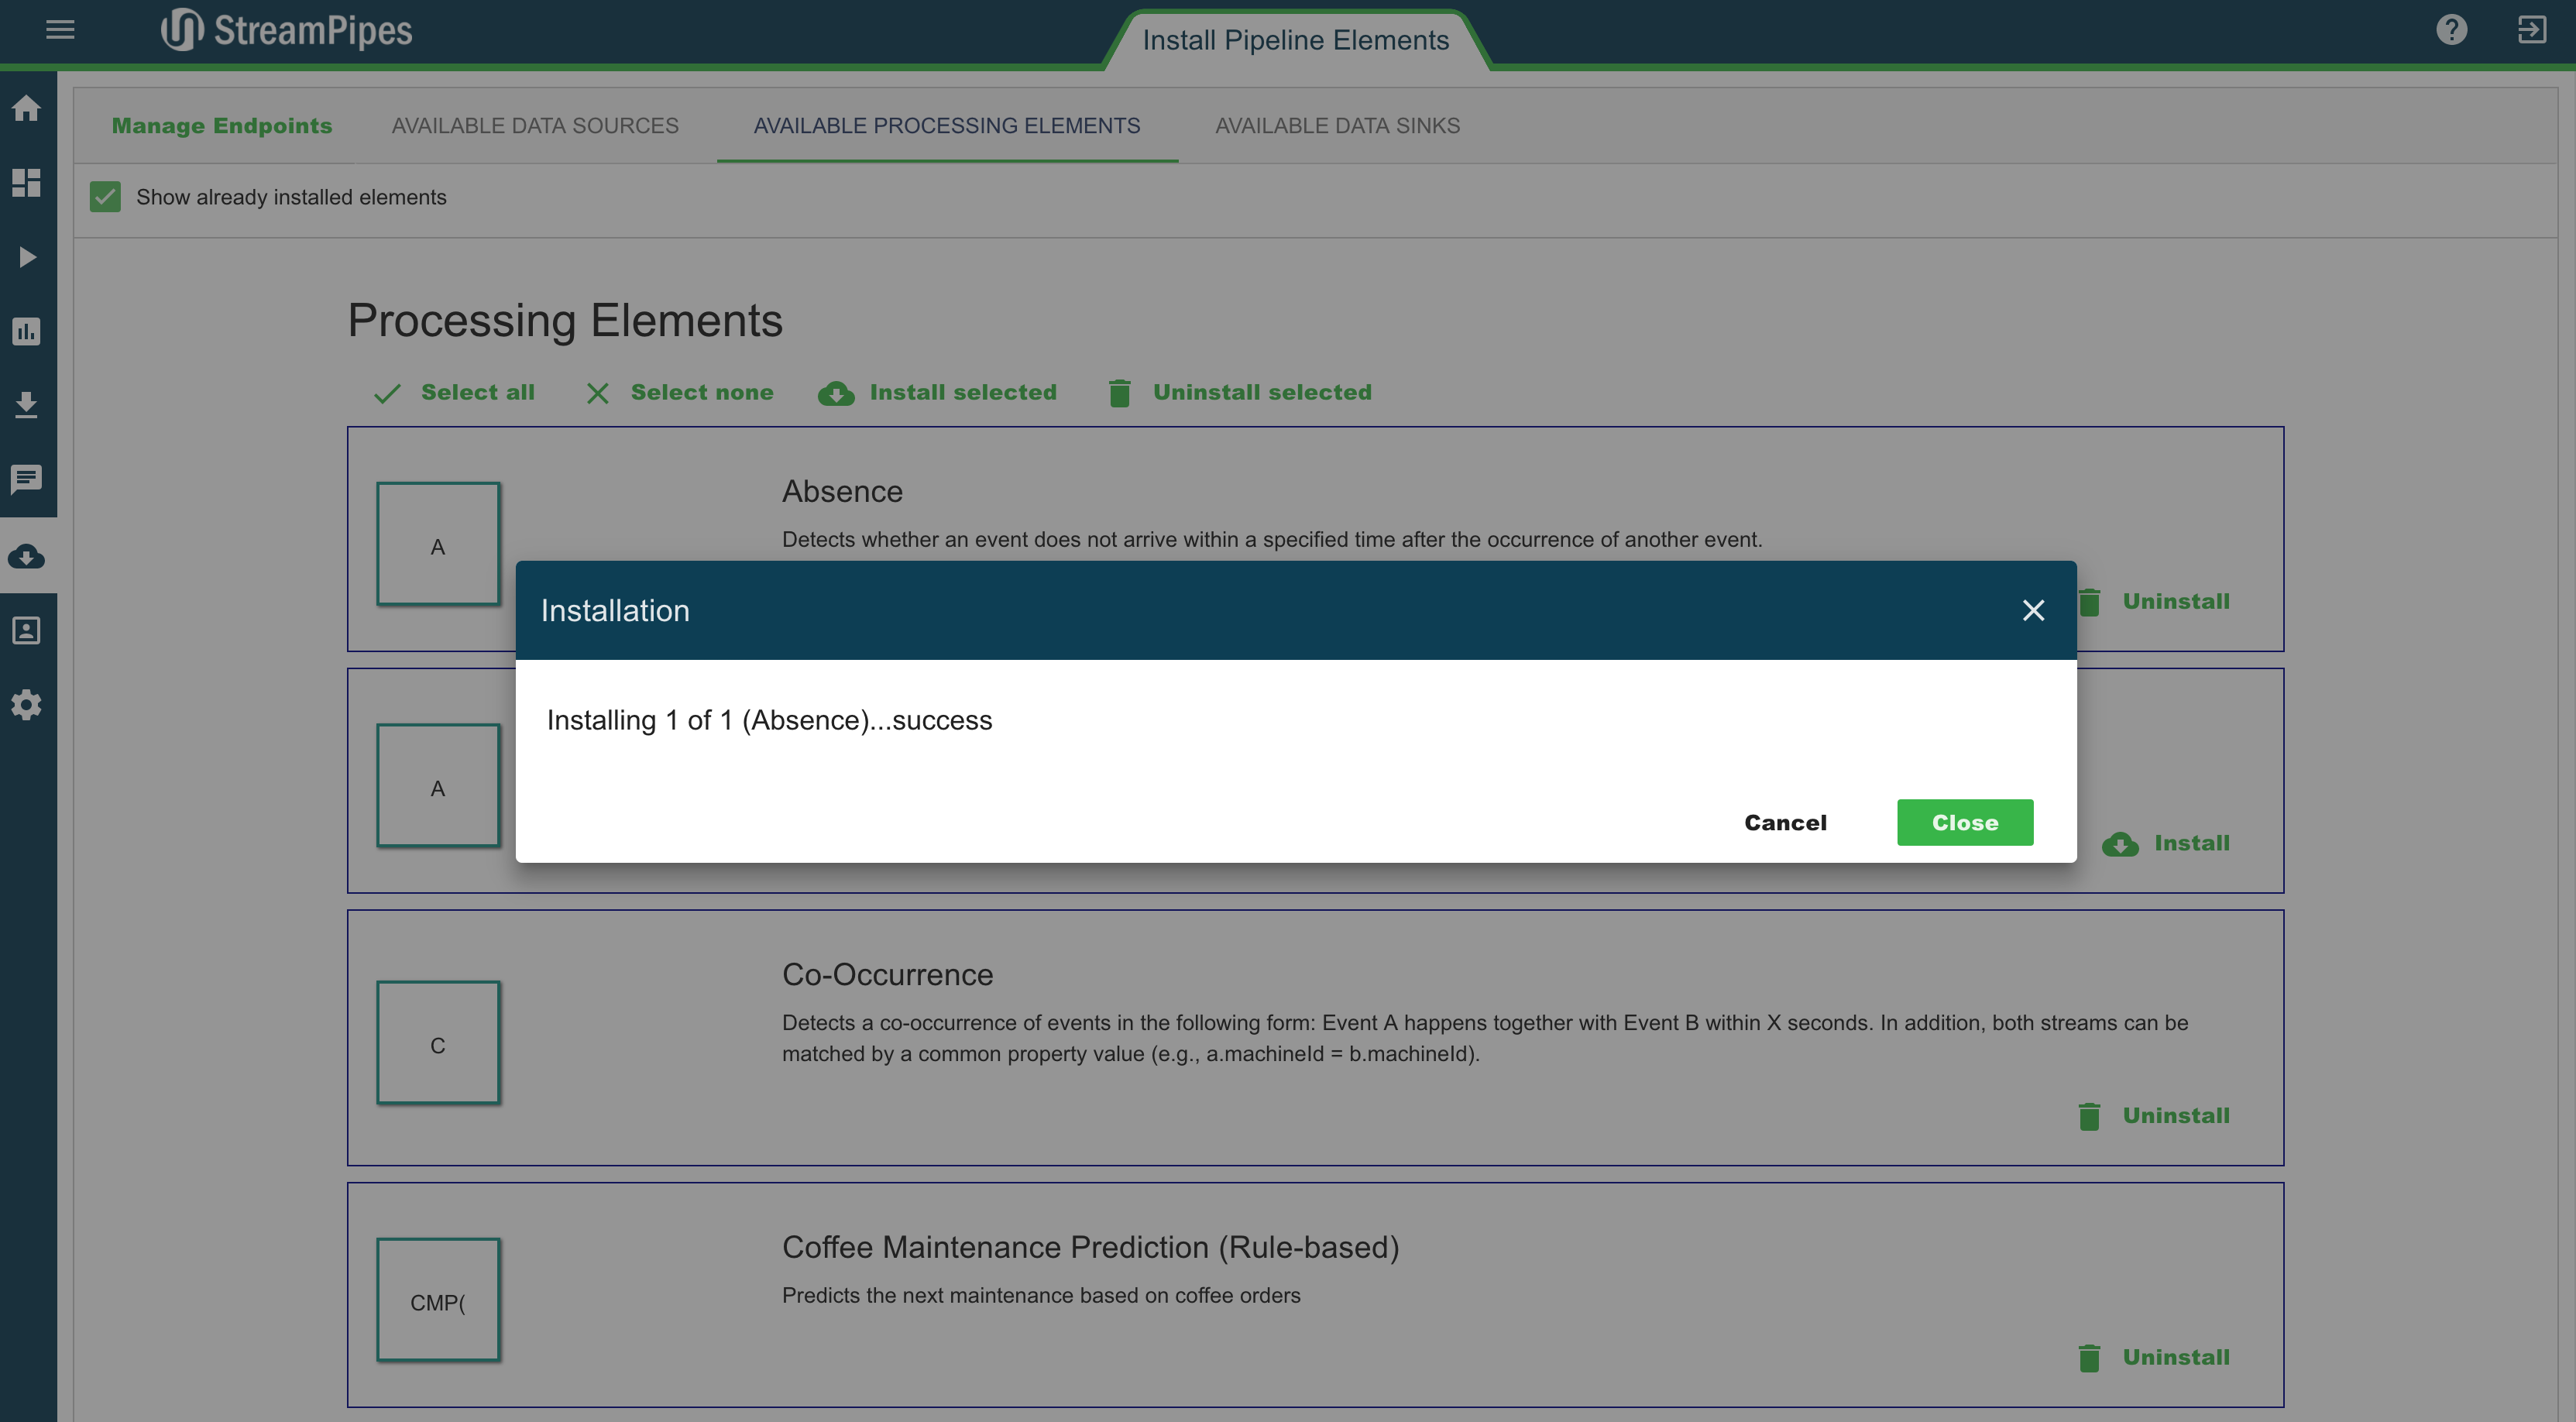 StreamPipes
Install Pipeline Elements
Manage Endpoints
AVAILABLE DATA SOURCES
AVAILABLE PROCESSING ELEMENTS
AVAILABLE DATA SINKS
Show already installed elements
Processing Elements
Select all
Select none
Install selected
Uninstall selected
A
Absence
Detects whether an event does not arrive within a specified time after the occurrence of another event.
Uninstall
Installation
Installing 1 of 1 (Absence)...success
Cancel
Close
A
Install
C
Co-Occurrence
Detects a co-occurrence of events in the following form: Event A happens together with Event B within X seconds. In addition, both streams can be
matched by a common property value (e.g., a.machineId = b.machineId).
Uninstall
CMP(
Coffee Maintenance Prediction (Rule-based)
Predicts the next maintenance based on coffee orders
Uninstall